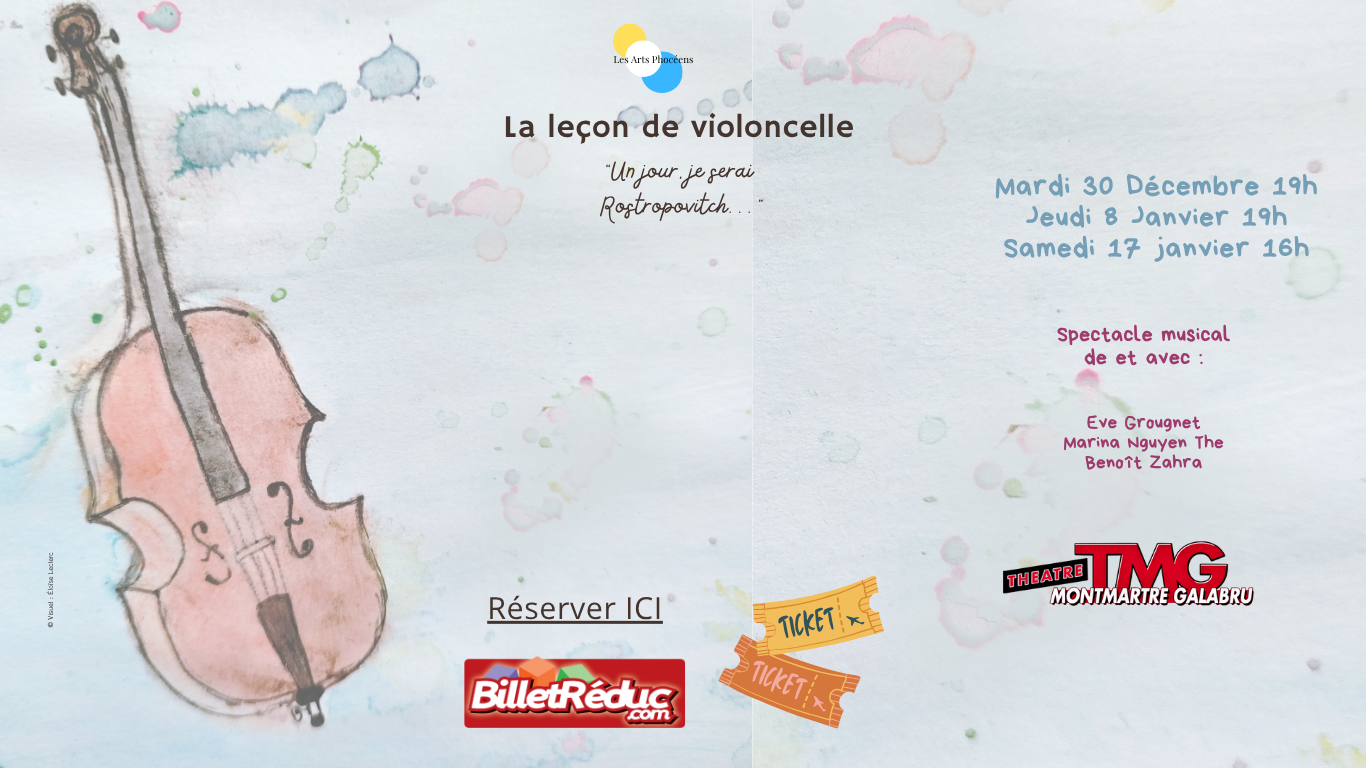 Les Arts Phocéens
La leçon de violoncelle
"Un jour, je serai
Rostropovitch. . . "
Mardi 30 Décembre 19h
Jeudi 8 Janvier 19h
Samedi 17 janvier 16h
Spectacle musical
de et avec :
Eve Grougnet
Marina Nguyen The
Benoît Zahra
THEATRE TMG
MONTMARTRE GALABRU
© Visuel : Éloïse Leclerc
Réserver ICI
BilletRéduc
.com
TICKET
TICKET